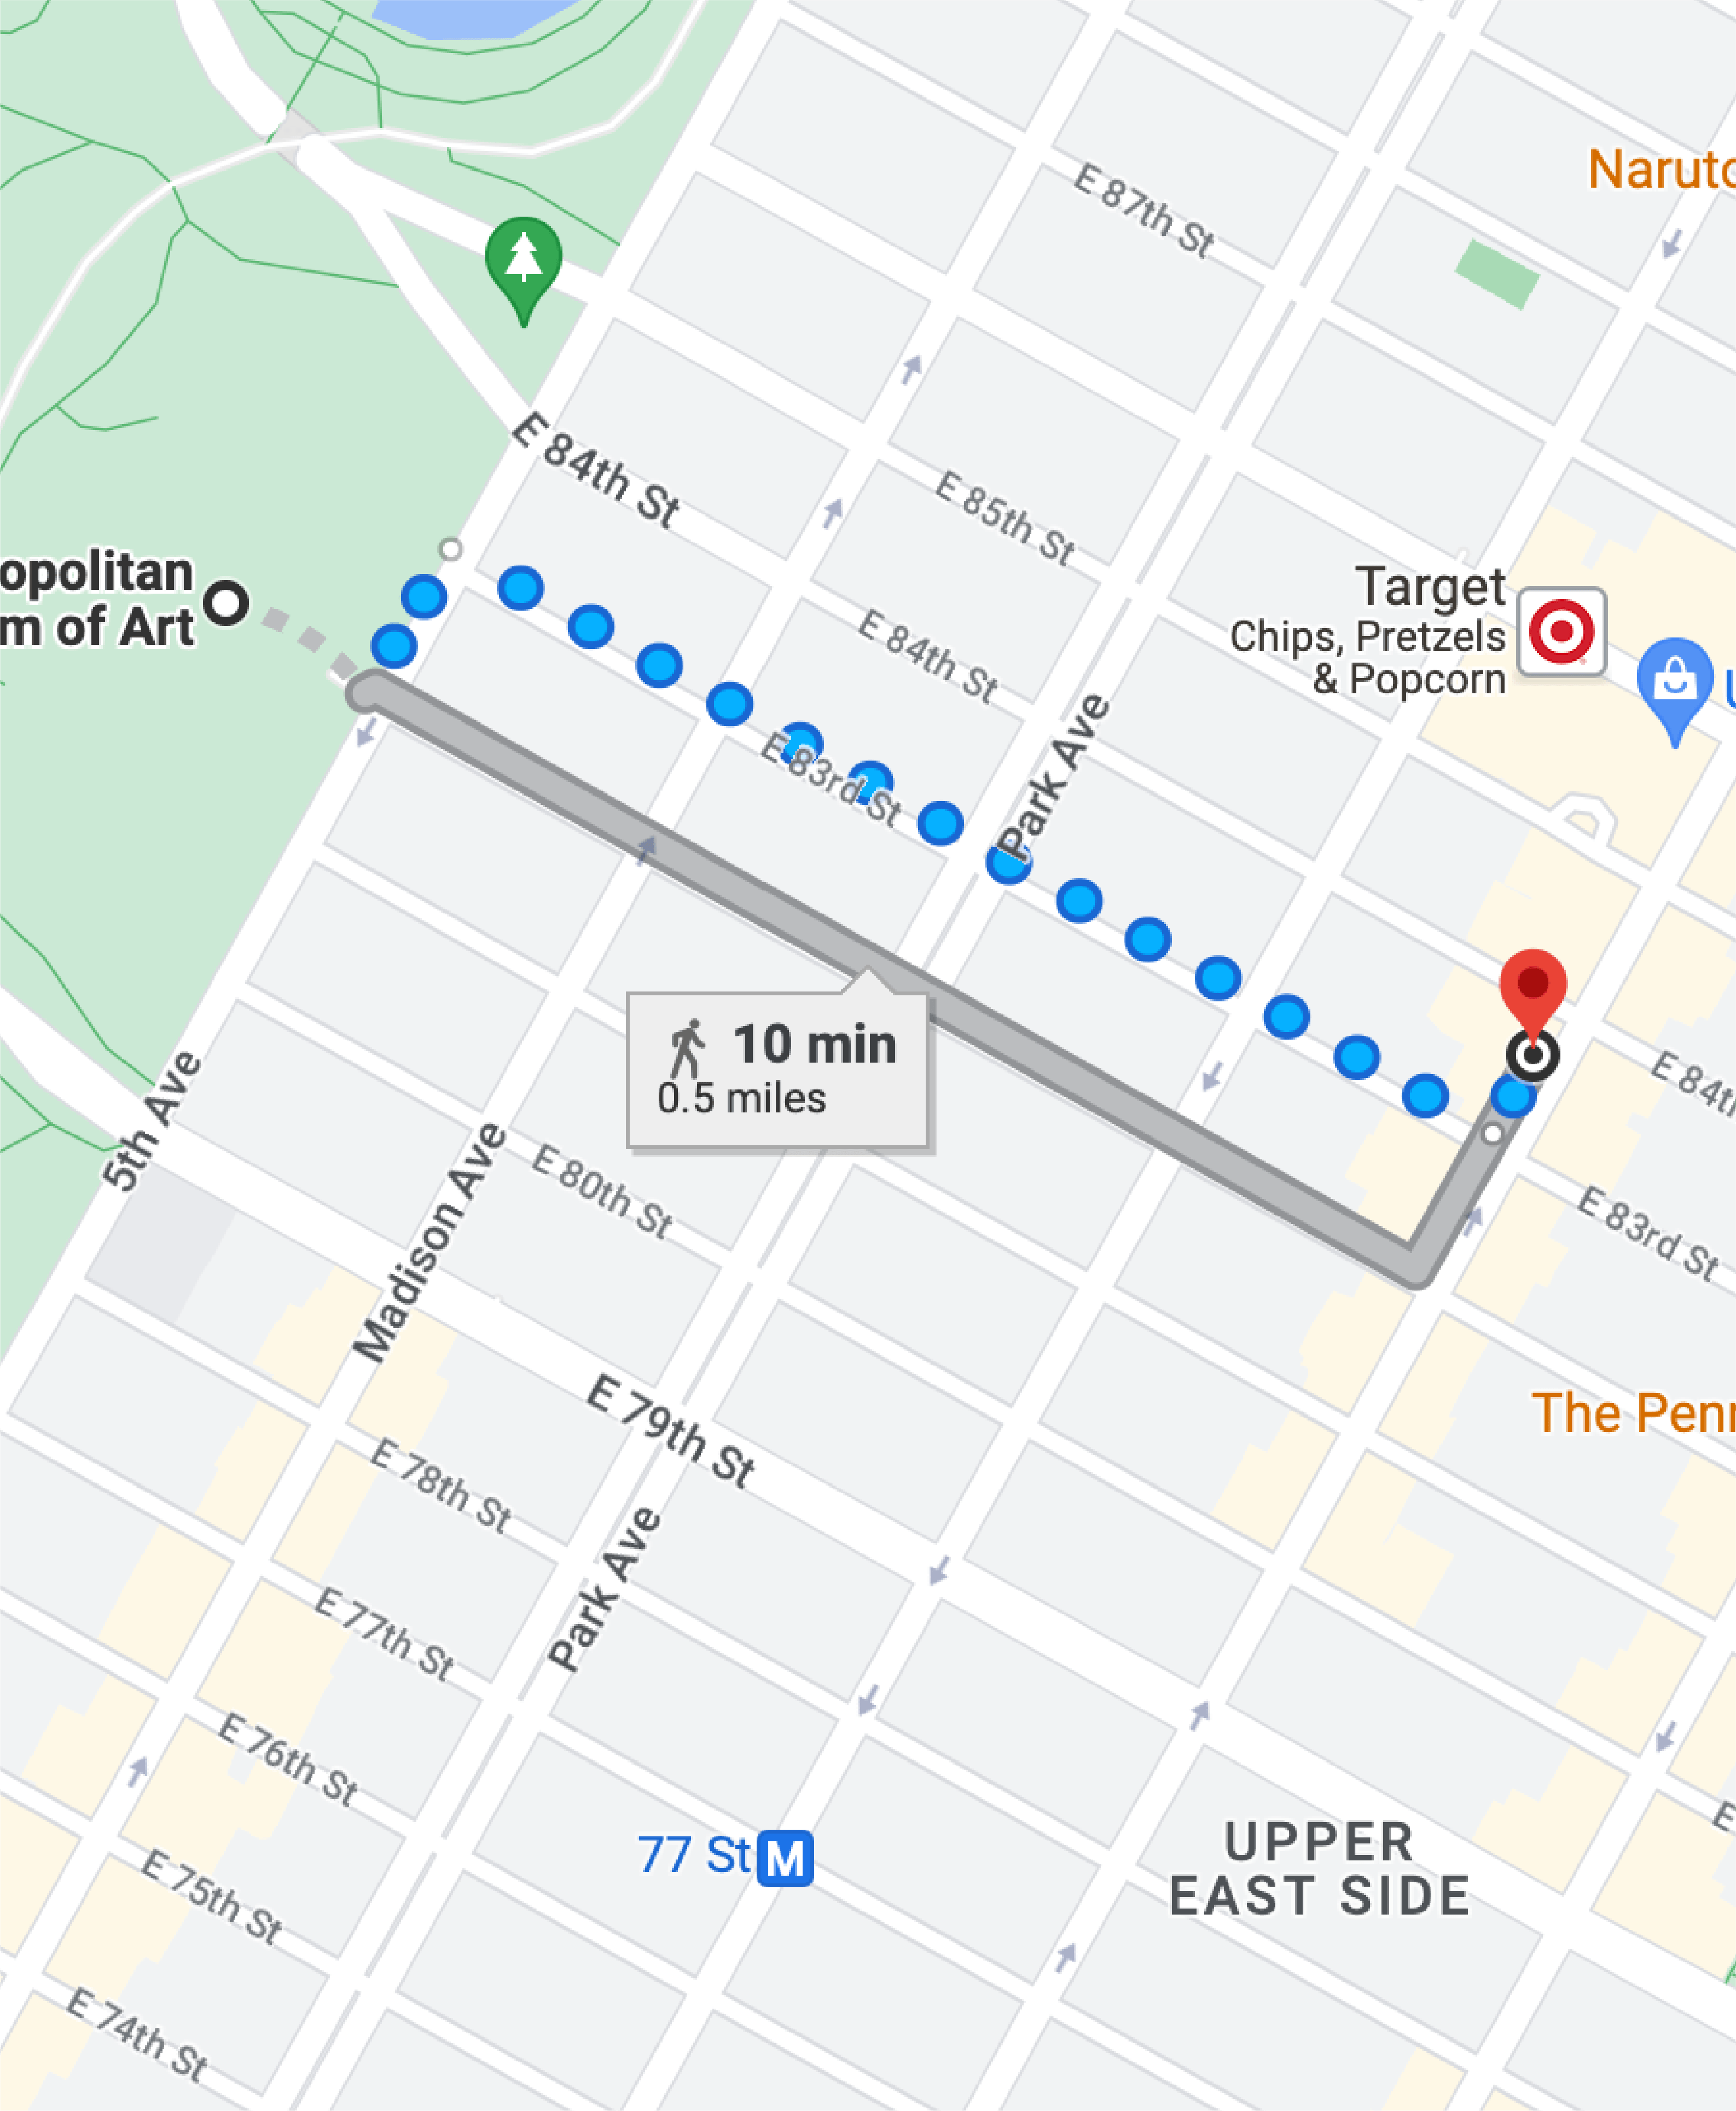 Naruto
E 87th St
E 84th St
E 85th St
opolitan
m of Art
Target
Chips, Pretzels
& Popcorn
E 84th St
E 83rd St
Park Ave
10 min
0.5 miles
E 84th
5th Ave
Madison Ave
E 80th St
E 83rd St
E 79th St
The Penr
E 78th St
Park Ave
E 77th St
E 76th St
77 St M
UPPER
EAST SIDE
E 75th St
E 74th St